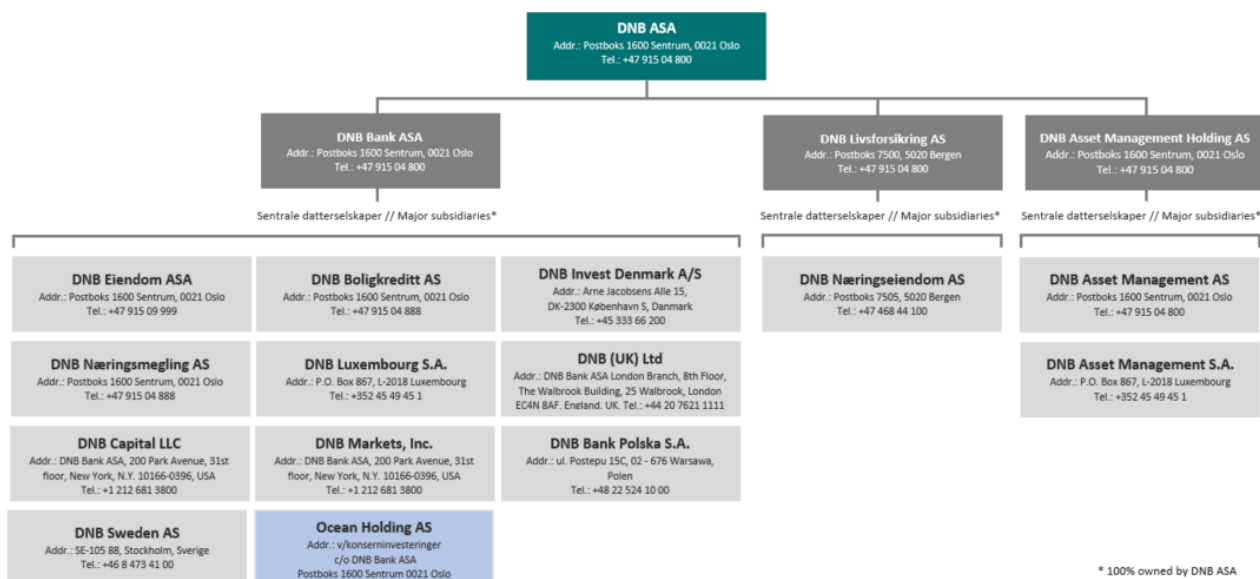 DNB ASA
Addr.: Postboks 1600 Sentrum, 0021 Oslo
Tel.: +47 915 04 800
DNB Bank ASA
Addr.: Postboks 1600 Sentrum, 0021 Oslo
Tel.: +47 915 04 800
DNB Livsforsikring AS
Addr.: Postboks 7500, 5020 Bergen
Tel.: +47 915 04 800
DNB Asset Management Holding AS
Addr.: Postboks 1600 Sentrum, 0021 Oslo
Tel.: +47 915 04 800
Sentrale datterselskaper // Major subsidiaries*
Sentrale datterselskaper // Major subsidiaries*
Sentrale datterselskaper // Major subsidiaries*
DNB Eiendom ASA
Addr.: Postboks 1600 Sentrum, 0021 Oslo
Tel.: +47 915 09 999
DNB Boligkreditt AS
Addr.: Postboks 1600 Sentrum, 0021 Oslo
Tel.: +47 915 04 888
DNB Invest Denmark A/S
Addr.: Arne Jacobsens Alle 15,
DK-2300 København S, Danmark
Tel.: +45 333 66 200
DNB Næringseiendom AS
Addr.: Postboks 7505, 5020 Bergen
Tel.: +47 468 44 100
DNB Asset Management AS
Addr.: Postboks 1600 Sentrum, 0021 Oslo
Tel.: +47 915 04 800
DNB Næringsmegling AS
Addr.: Postboks 1600 Sentrum, 0021 Oslo
Tel.: +47 915 04 888
DNB Luxembourg S.A.
Addr.: P.O. Box 867, L-2018 Luxembourg
Tel.: +352 45 49 45 1
DNB (UK) Ltd
Addr.: DNB Bank ASA London Branch, 8th Floor,
The Walbrook Building, 25 Walbrook, London
EC4N 8AF, England, UK. Tel.: +44 20 7621 1111
DNB Asset Management S.A.
Addr.: P.O. Box 867, L-2018 Luxembourg
Tel.: +352 45 49 45 1
DNB Capital LLC
Addr.: DNB Bank ASA, 200 Park Avenue, 31st
floor, New York, N.Y. 10166-0396, USA
Tel.: +1 212 681 3800
DNB Markets, Inc.
Addr.: DNB Bank ASA, 200 Park Avenue, 31st
floor, New York, N.Y. 10166-0396, USA
Tel.: +1 212 681 3800
DNB Bank Polska S.A.
Addr.: ul. Postepu 15C, 02 - 676 Warsawa,
Polen
Tel.: +48 22 524 10 00
DNB Sweden AS
Addr.: SE-105 88, Stockholm, Sverige
Tel.: +46 8 473 41 00
Ocean Holding AS
Addr.: v/konserninvesteringer
c/o DNB Bank ASA
Postboks 1600 Sentrum 0021 Oslo
* 100% owned by DNB ASA